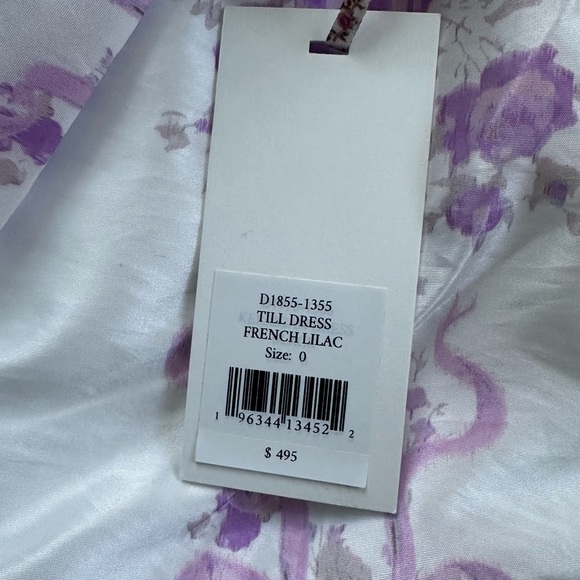 D1855-1355
TILL DRESS
FRENCH LILAC
Size: 0
1 96344 13452 2
$ 495